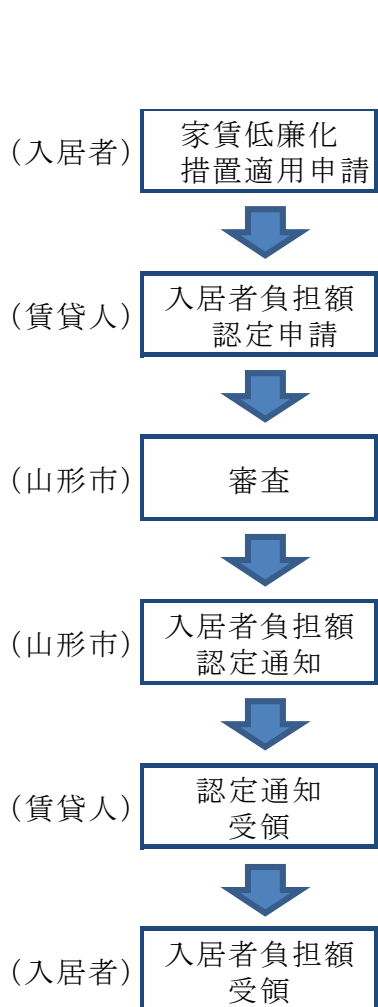 (入居者)
家賃低廉化
措置適用申請
(賃貸人)
入居者負担額
認定申請
(山形市)
審査
(山形市)
入居者負担額
認定通知
(賃貸人)
認定通知
受領
(入居者)
入居者負担額
受領